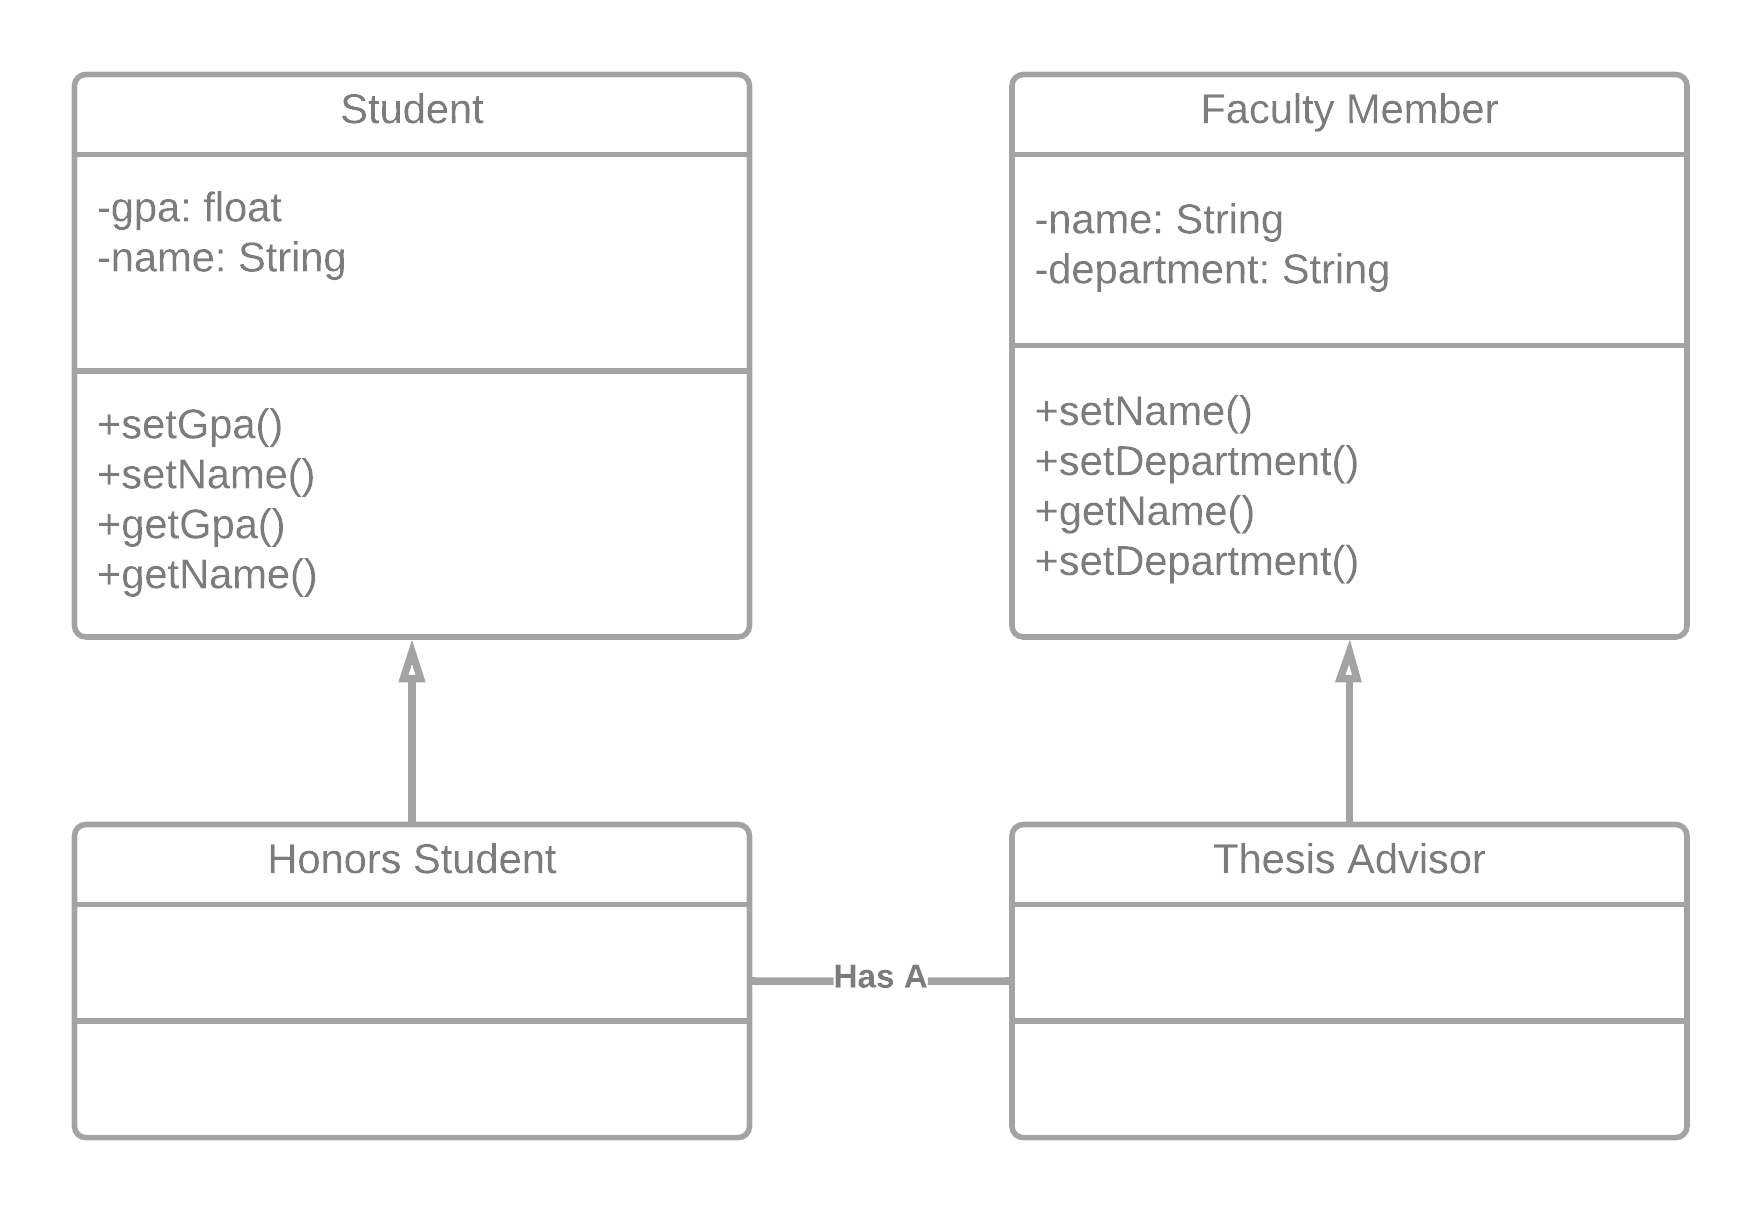 Student
-gpa: float
-name: String
+setGpa()
+setName()
+getGpa()
+getName()
Faculty Member
-name: String
-department: String
+setName()
+setDepartment()
+getName()
+setDepartment()
Honors Student
Has A
Thesis Advisor